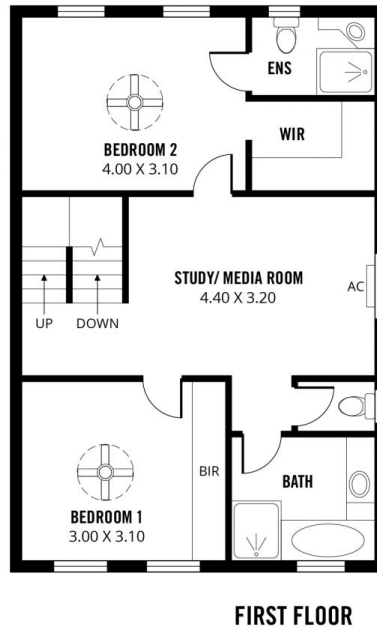 ENS
WIR
BEDROOM 2
4.00 X 3.10
STUDY/ MEDIA ROOM
4.40 X 3.20
AC
UP
DOWN
BIR
BATH
BEDROOM 1
3.00 X 3.10
FIRST FLOOR